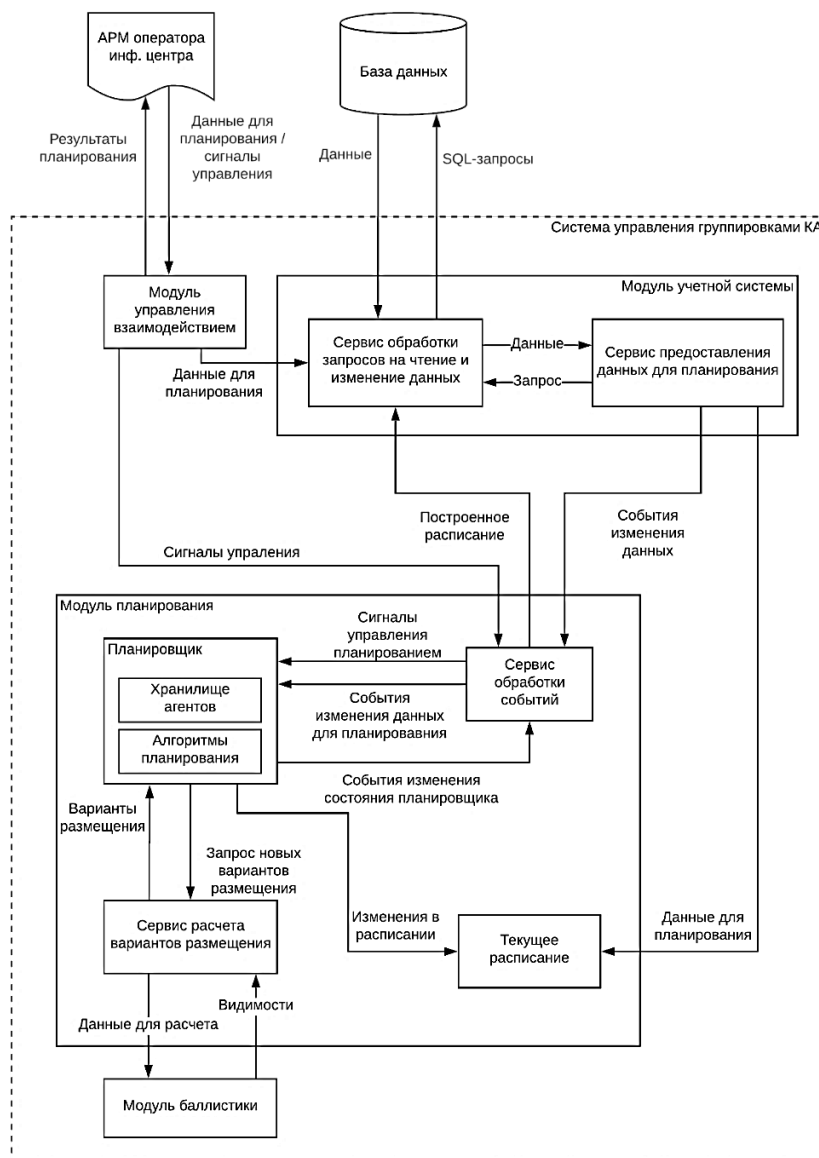 АРМ оператора
инф. центра
База данных
Результаты
планирования
Данные для
планирования /
сигналы
управления
Данные
SQL-запросы
Система управления группировками КА
Модуль
управления
взаимодействием
Модуль учетной системы
Сервис обработки
запросов на чтение и
изменение данных
Данные
Запрос
Сервис предоставления
данных для планирования
Данные для
планирования
Построенное
расписание
События
изменения
данных
Сигналы упраления
Модуль планирования
Планировщик
Хранилище
агентов
Алгоритмы
планирования
Сигналы
управления
планированием
События
изменения данных
для планировавния
Сервис
обработки
событий
События изменения
состояния планировщика
Варианты
размещения
Запрос новых
вариантов
размещения
Сервис расчета
вариантов размещения
Изменения в
расписании
Текущее
расписание
Данные для
планирования
Видимости
Данные для расчета
Модуль баллистики